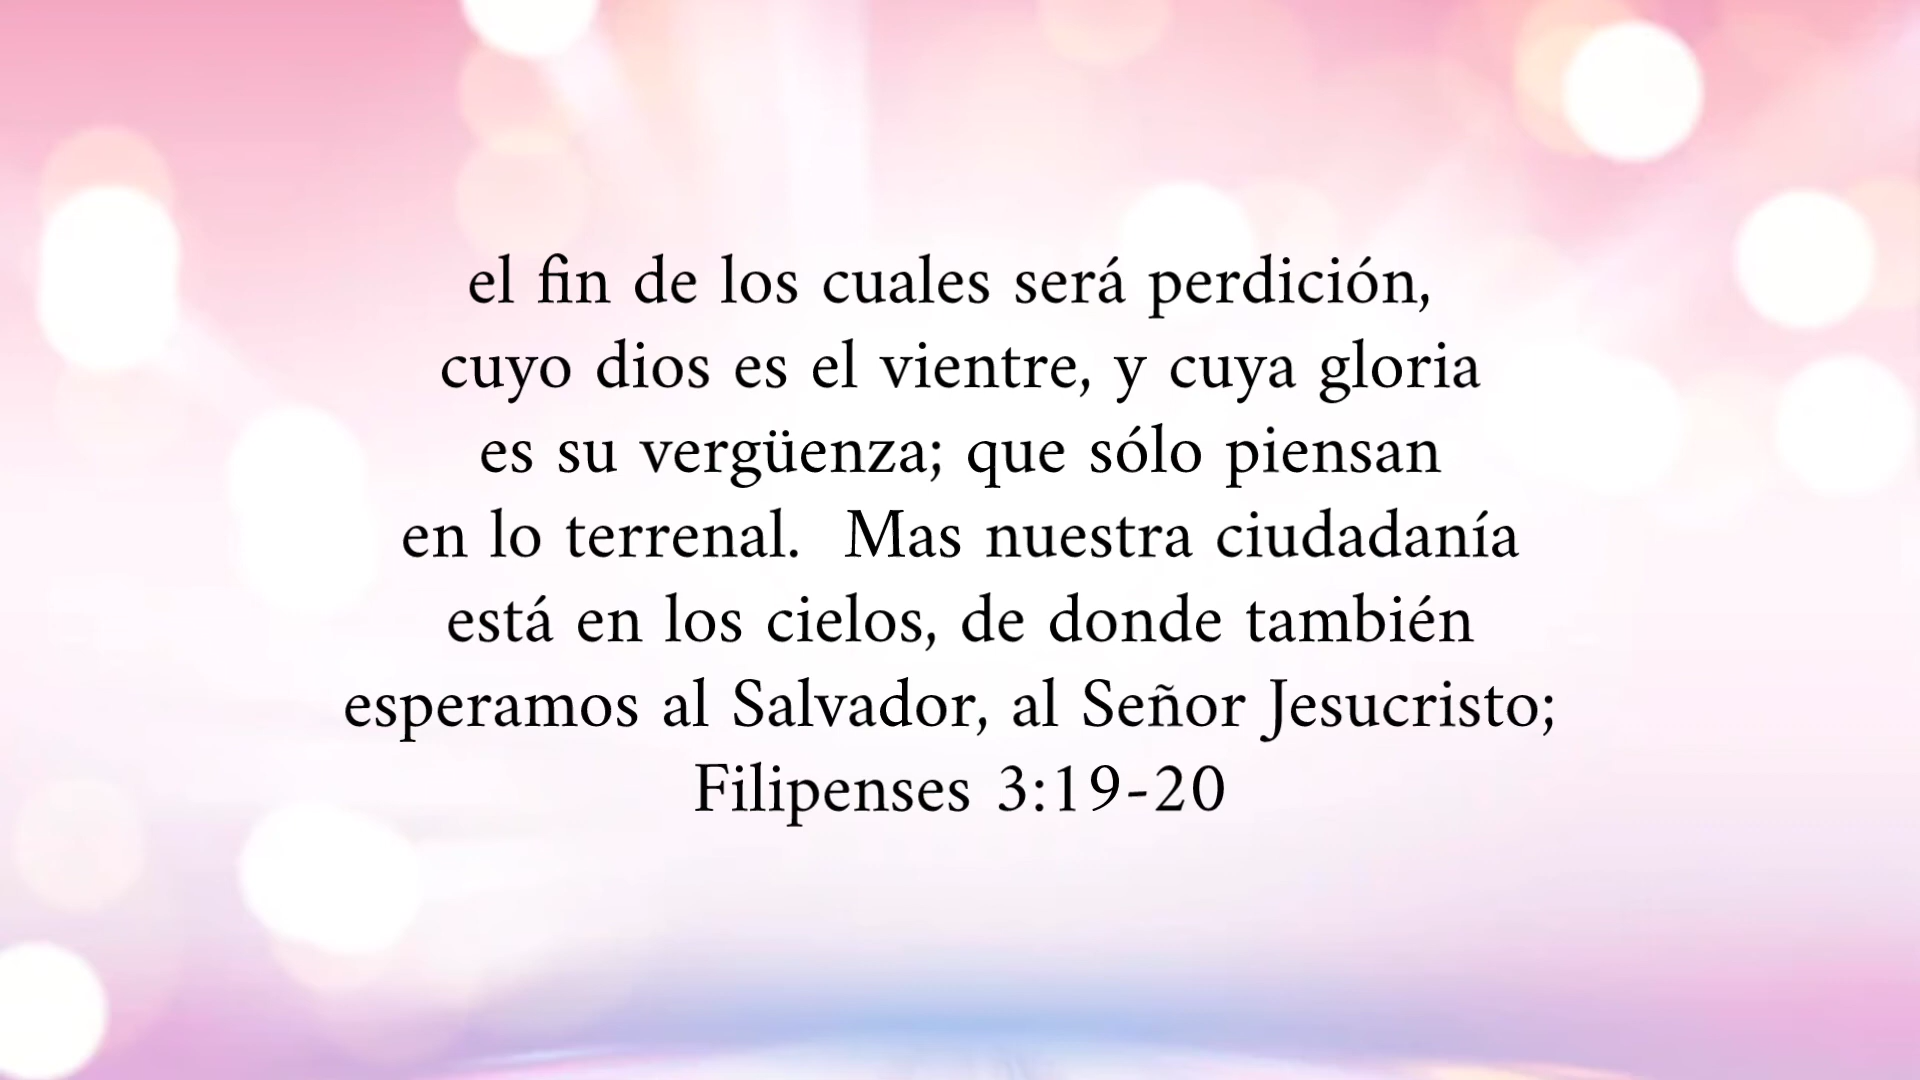 el fin de los cuales será perdición,
cuyo dios es el vientre, y cuya gloria
es su vergüenza; que sólo piensan
en lo terrenal.  Mas nuestra ciudadanía
está en los cielos, de donde también
esperamos al Salvador, al Señor Jesucristo;
Filipenses 3:19-20